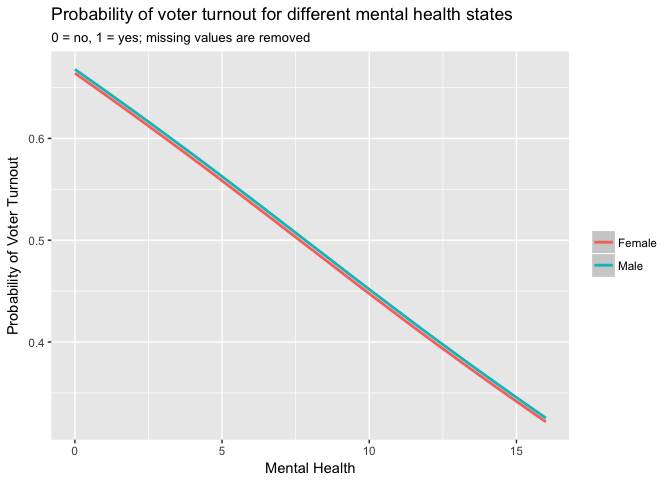 Probability of voter turnout for different mental health states
0 = no, 1 = yes; missing values are removed
Probability of Voter Turnout
0.6
0.5
0.4
0
5
10
15
Mental Health
Female
Male